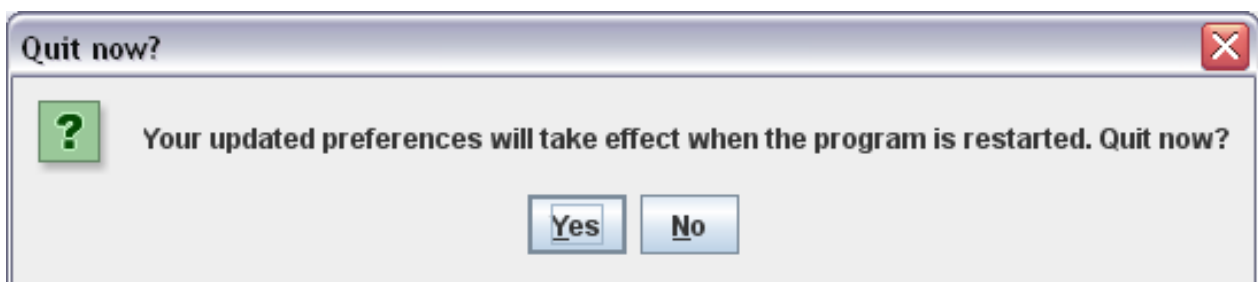 Quit now?
? Your updated preferences will take effect when the program is restarted. Quit now?
Yes No